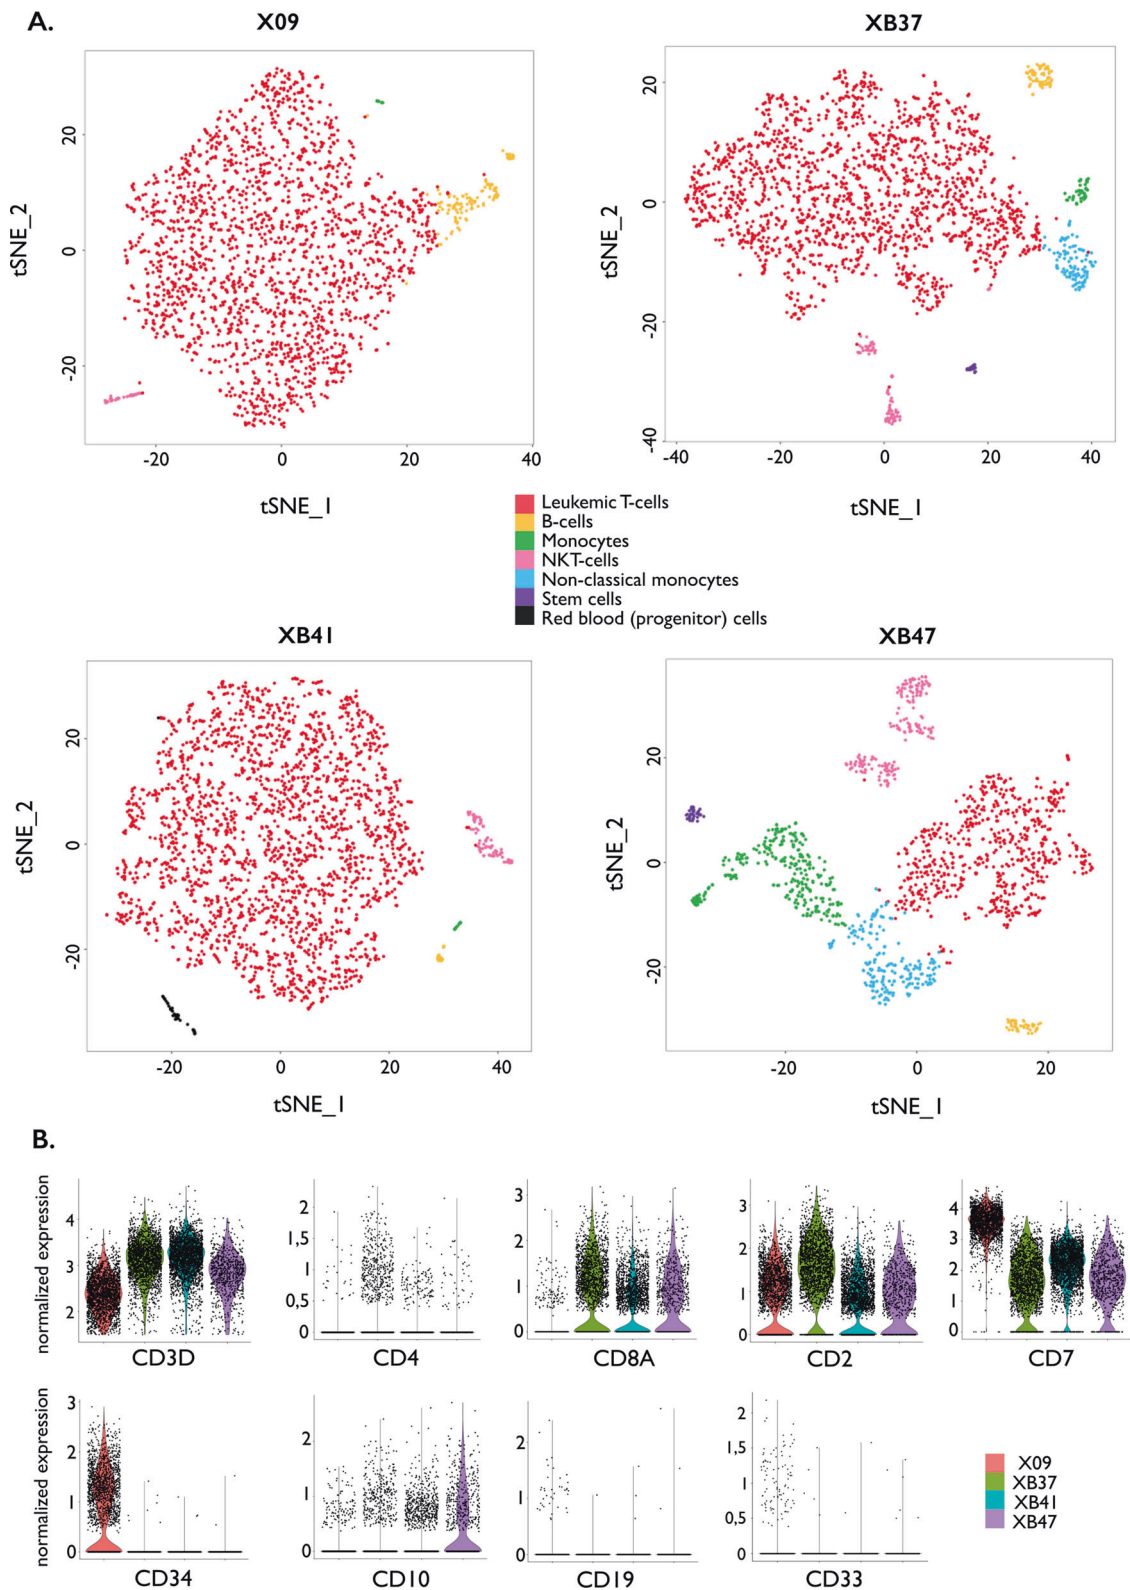 A.
X09
XB37
tSNE_2
20
0
-20
-20
0
20
40
tSNE_1
tSNE_2
20
0
-20
-40
-40
-20
0
20
40
tSNE_1
Leukemic T-cells
B-cells
Monocytes
NKT-cells
Non-classical monocytes
Stem cells
Red blood (progenitor) cells
XB41
XB47
tSNE_2
20
0
-20
-20
0
20
40
tSNE_1
tSNE_2
20
0
-20
-20
0
20
tSNE_1
B.
normalized expression
4
3
2
CD3D
2
1
0,5
0
CD4
3
2
1
0
CD8A
3
2
1
0
CD2
4
3
2
1
0
CD7
normalized expression
3
2
1
0
CD34
2
1
0
CD10
2
1
0
CD19
2
1,5
1
0,5
0
CD33
X09
XB37
XB41
XB47